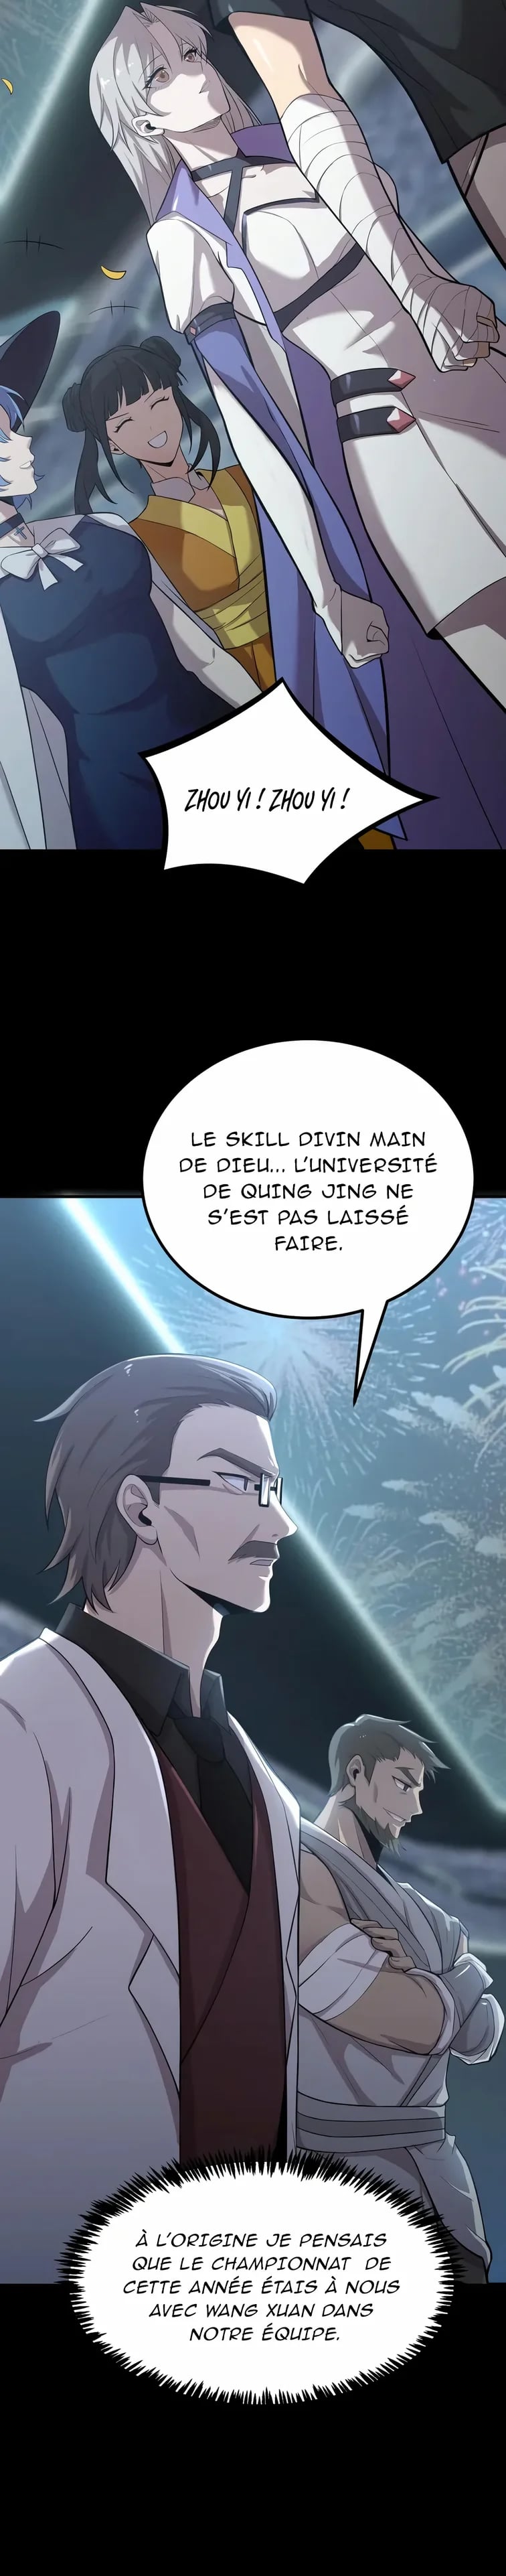 ZHOU YI ! ZHOU YI !
LE SKILL DIVIN MAIN
DE DIEU... L'UNIVERSITÉ
DE QUING JING NE
S'EST PAS LAISSÉ
FAIRE.
À L'ORIGINE JE PENSAIS
QUE LE CHAMPIONNAT DE
CETTE ANNÉE ÉTAIS À NOUS
AVEC WANG XUAN DANS
NOTRE ÉQUIPE.